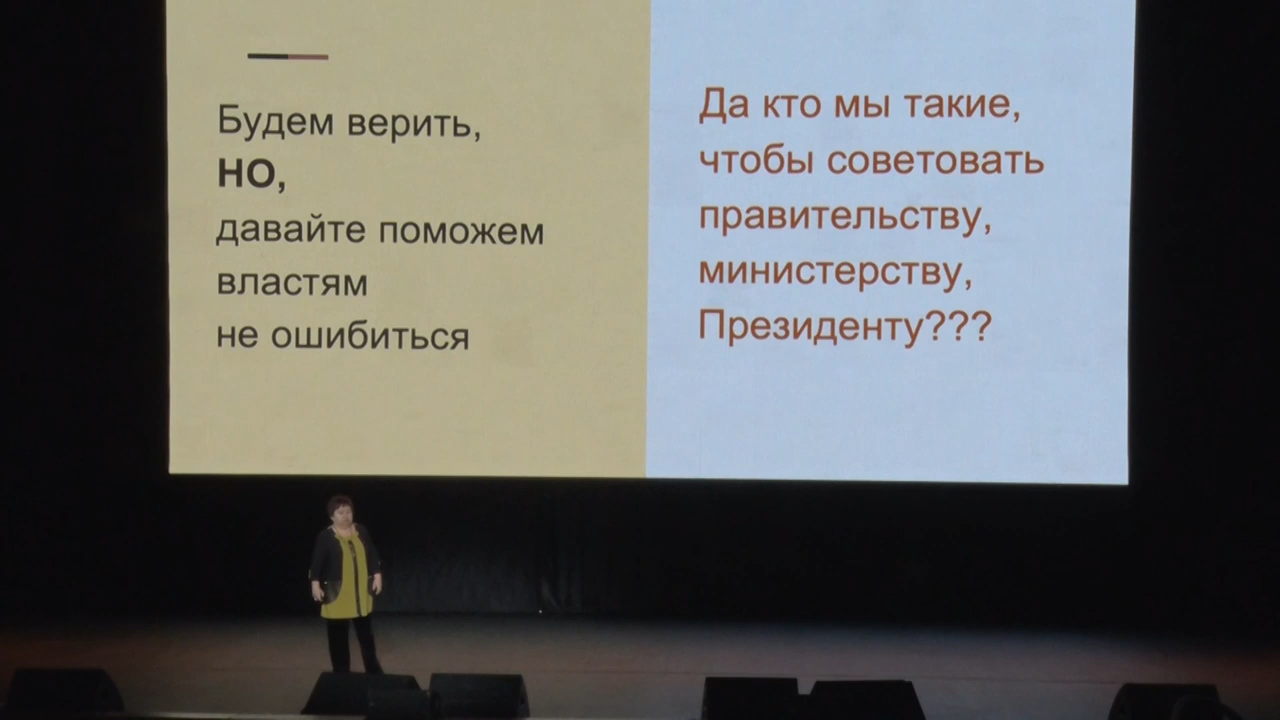 Будем верить,
НО,
давайте поможем
властям
не ошибиться
Да кто мы такие,
чтобы советовать
правительству,
министерству,
Президенту???